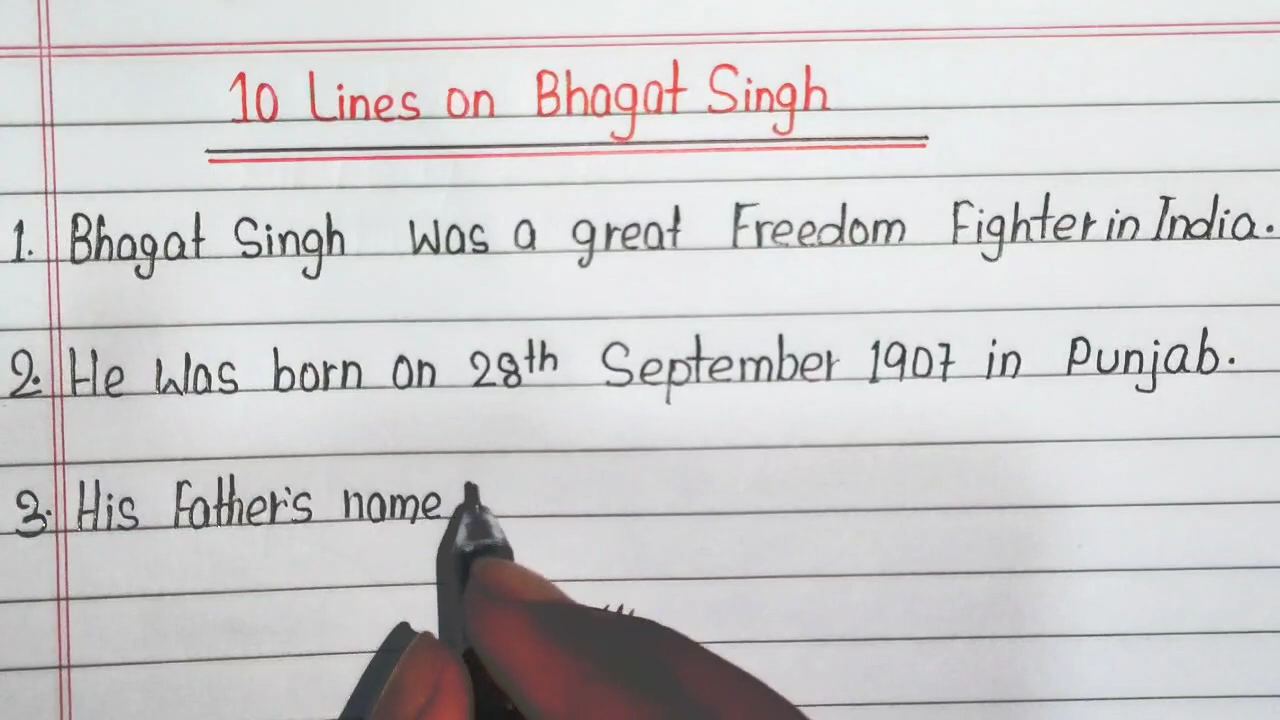 10 Lines on Bhagat Singh
1. Bhagat Singh was a great Freedom Fighter in India.
2. He was born on 28th September 1907 in Punjab.
3. His Father's name